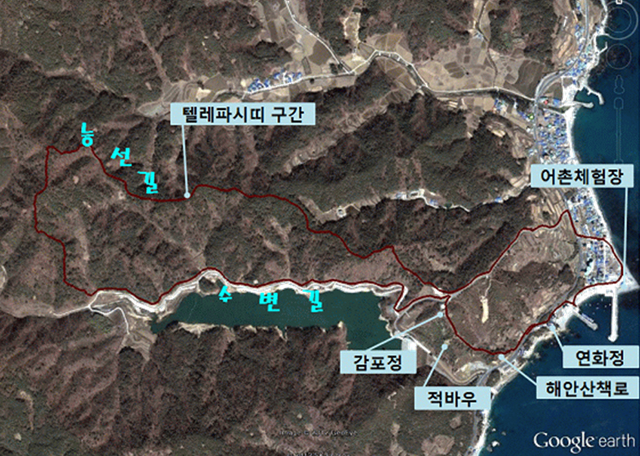 텔레파시띠 구간
능선길
어촌체험장
수변길
감포정
연화정
해안산책로
적바우
Google earth